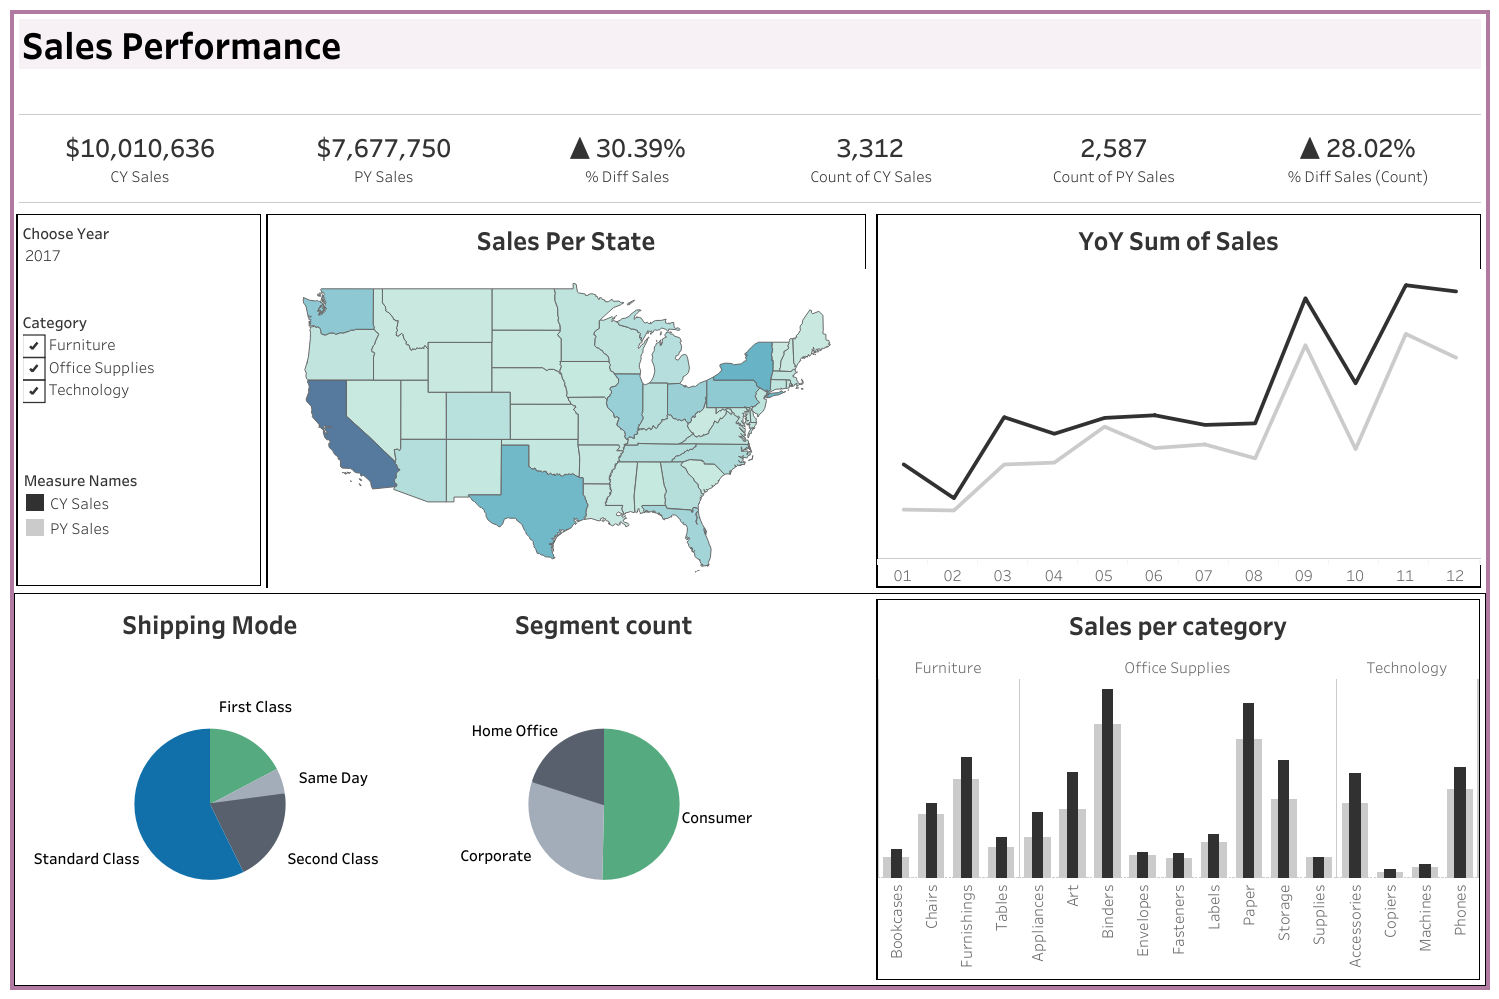 Sales Performance
$10,010,636
CY Sales
$7,677,750
PY Sales
▲ 30.39%
% Diff Sales
3,312
Count of CY Sales
2,587
Count of PY Sales
▲ 28.02%
% Diff Sales (Count)
Choose Year
2017
Category
Furniture
Office Supplies
Technology
Measure Names
CY Sales
PY Sales
Sales Per State
YoY Sum of Sales
01 02 03 04 05 06 07 08 09 10 11 12
Shipping Mode
First Class
Same Day
Second Class
Standard Class
Segment count
Home Office
Consumer
Corporate
Sales per category
Furniture Office Supplies Technology
Bookcases
Chairs
Furnishings
Tables
Appliances
Art
Binders
Envelopes
Fasteners
Labels
Paper
Storage
Supplies
Accessories
Copiers
Machines
Phones